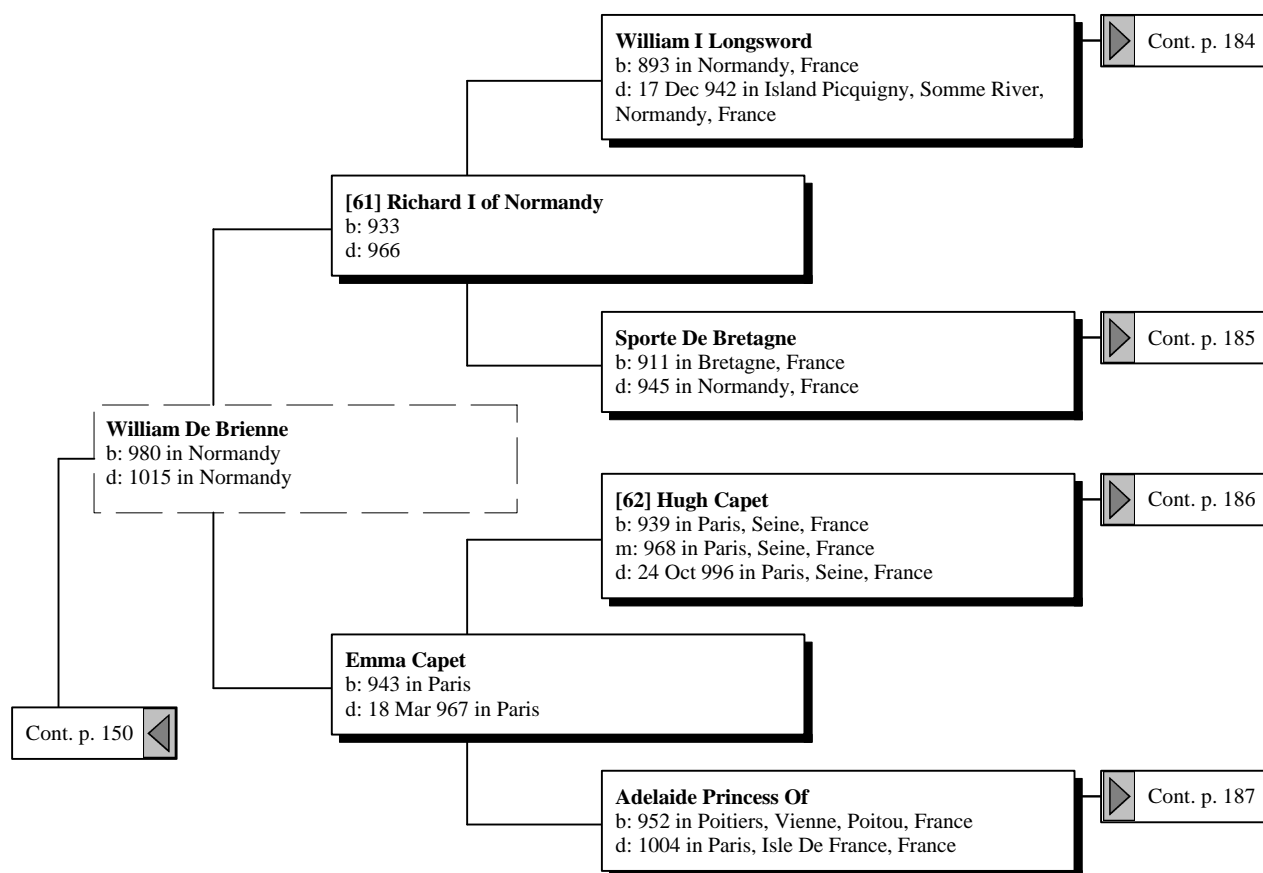 William I Longsword
b: 893 in Normandy, France
d: 17 Dec 942 in Island Picquigny, Somme River,
Normandy, France
Cont. p. 184
[61] Richard I of Normandy
b: 933
d: 966
Sporte De Bretagne
b: 911 in Bretagne, France
d: 945 in Normandy, France
Cont. p. 185
William De Brienne
b: 980 in Normandy
d: 1015 in Normandy
[62] Hugh Capet
b: 939 in Paris, Seine, France
m: 968 in Paris, Seine, France
d: 24 Oct 996 in Paris, Seine, France
Cont. p. 186
Emma Capet
b: 943 in Paris
d: 18 Mar 967 in Paris
Cont. p. 150
Adelaide Princess Of
b: 952 in Poitiers, Vienne, Poitou, France
d: 1004 in Paris, Isle De France, France
Cont. p. 187